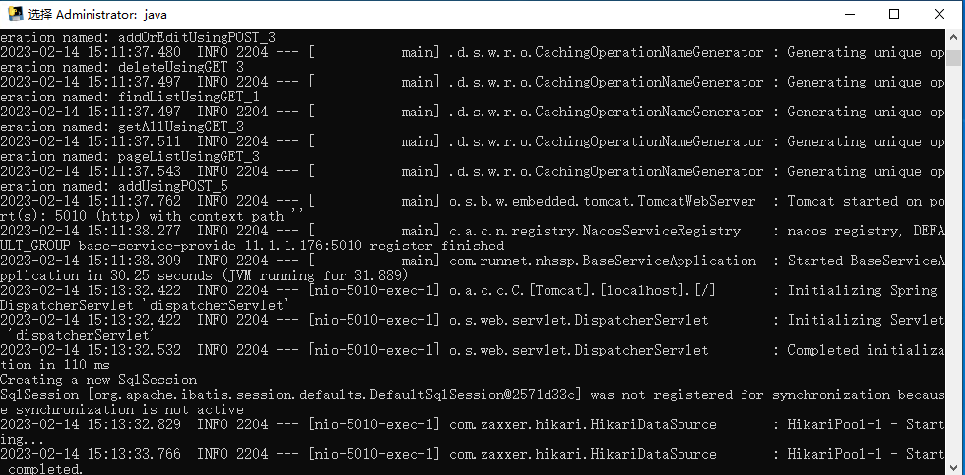 选择 Administrator: java
eration named: addOrEditUsingPOST_3
2023-02-14 15:11:37.480  INFO 2204 --- [           main] .d.s.w.r.o.CachingOperationNameGenerator : Generating unique op
eration named: deleteUsingGET_3
2023-02-14 15:11:37.497  INFO 2204 --- [           main] .d.s.w.r.o.CachingOperationNameGenerator : Generating unique op
eration named: findListUsingGET_1
2023-02-14 15:11:37.497  INFO 2204 --- [           main] .d.s.w.r.o.CachingOperationNameGenerator : Generating unique op
eration named: getAllUsingGET_3
2023-02-14 15:11:37.511  INFO 2204 --- [           main] .d.s.w.r.o.CachingOperationNameGenerator : Generating unique op
eration named: pageListUsingGET_3
2023-02-14 15:11:37.543  INFO 2204 --- [           main] .d.s.w.r.o.CachingOperationNameGenerator : Generating unique op
eration named: addUsingPOST_5
2023-02-14 15:11:37.762  INFO 2204 --- [           main] o.s.b.w.embedded.tomcat.TomcatWebServer  : Tomcat started on po
rt(s): 5010 (http) with context path ''
2023-02-14 15:11:38.277  INFO 2204 --- [           main] c.a.c.n.registry.NacosServiceRegistry    : nacos registry, DEFA
ULT_GROUP base-service-provide 11.1.1.176:5010 register finished
2023-02-14 15:11:38.309  INFO 2204 --- [           main] com.runnet.nhssp.BaseServiceApplication  : Started BaseServiceA
pplication in 30.25 seconds (JVM running for 31.889)
2023-02-14 15:13:32.422  INFO 2204 --- [nio-5010-exec-1] o.a.c.c.C.[Tomcat].[localhost].[/]       : Initializing Spring
DispatcherServlet 'dispatcherServlet'
2023-02-14 15:13:32.422  INFO 2204 --- [nio-5010-exec-1] o.s.web.servlet.DispatcherServlet        : Initializing Servlet
 'dispatcherServlet'
2023-02-14 15:13:32.532  INFO 2204 --- [nio-5010-exec-1] o.s.web.servlet.DispatcherServlet        : Completed initializa
tion in 110 ms
Creating a new SqlSession
SqlSession [org.apache.ibatis.session.defaults.DefaultSqlSession@2571d33c] was not registered for synchronization becaus
e synchronization is not active
2023-02-14 15:13:32.829  INFO 2204 --- [nio-5010-exec-1] com.zaxxer.hikari.HikariDataSource       : HikariPool-1 - Start
ing...
2023-02-14 15:13:33.766  INFO 2204 --- [nio-5010-exec-1] com.zaxxer.hikari.HikariDataSource       : HikariPool-1 - Start
 completed.